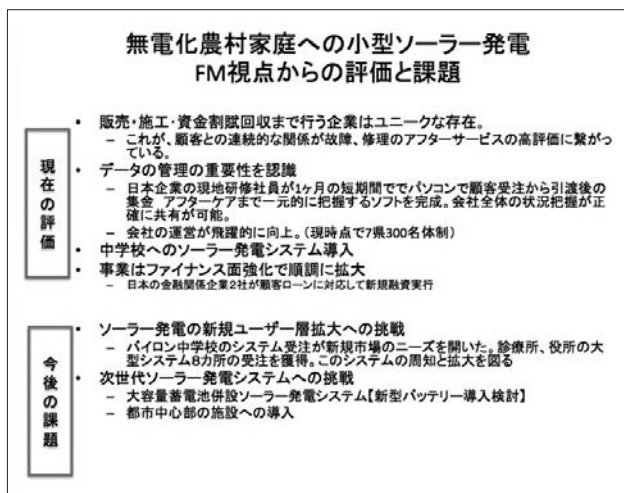 無電化農村家庭への小型ソーラー発電
FM視点からの評価と課題
現在の評価
• 販売・施工・資金割賦回収まで行う企業はユニークな存在。
– これが、顧客との連続的な関係が故障、修理のアフターサービスの高評価に繋がっ
ている。
• データの管理の重要性を認識
– 日本企業の現地研修社員が1ヶ月の短期間ででパソコンで顧客受注から引渡後の
集金 アフターケアまで一元的に把握するソフトを完成。会社全体の状況把握が正
確に共有が可能。
– 会社の運営が飛躍的に向上。(現時点で7県300名体制)
• 中学校へのソーラー発電システム導入
• 事業はファイナンス面強化で順調に拡大
– 日本の金融関係企業2社が顧客ローンに対応して新規融資実行
今後の課題
• ソーラー発電の新規ユーザー層拡大への挑戦
– バイロン中学校のシステム受注が新規市場のニーズを開いた。診療所、役所の大
型システム8カ所の受注を獲得。このシステムの周知と拡大を図る
• 次世代ソーラー発電システムへの挑戦
– 大容量蓄電池併設ソーラー発電システム【新型バッテリー導入検討】
– 都市中心部の施設への導入